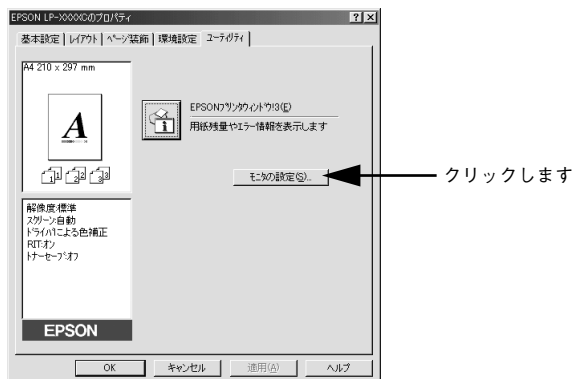 EPSON LP-XXXXCのプロパティ
基本設定 レイアウト ページ装飾 環境設定 ユーティリティ
A4 210 x 297 mm
A
1 1 2 2 3 3
EPSONプリンタウィンドウ!3(E)
用紙残量やエラー情報を表示します
モニタの設定(S)...
クリックします
解像度:標準
スクリーン:自動
ドライバによる色補正
RIT:オン
トナーセーブ:オフ
EPSON
OK キャンセル 適用(A) ヘルプ